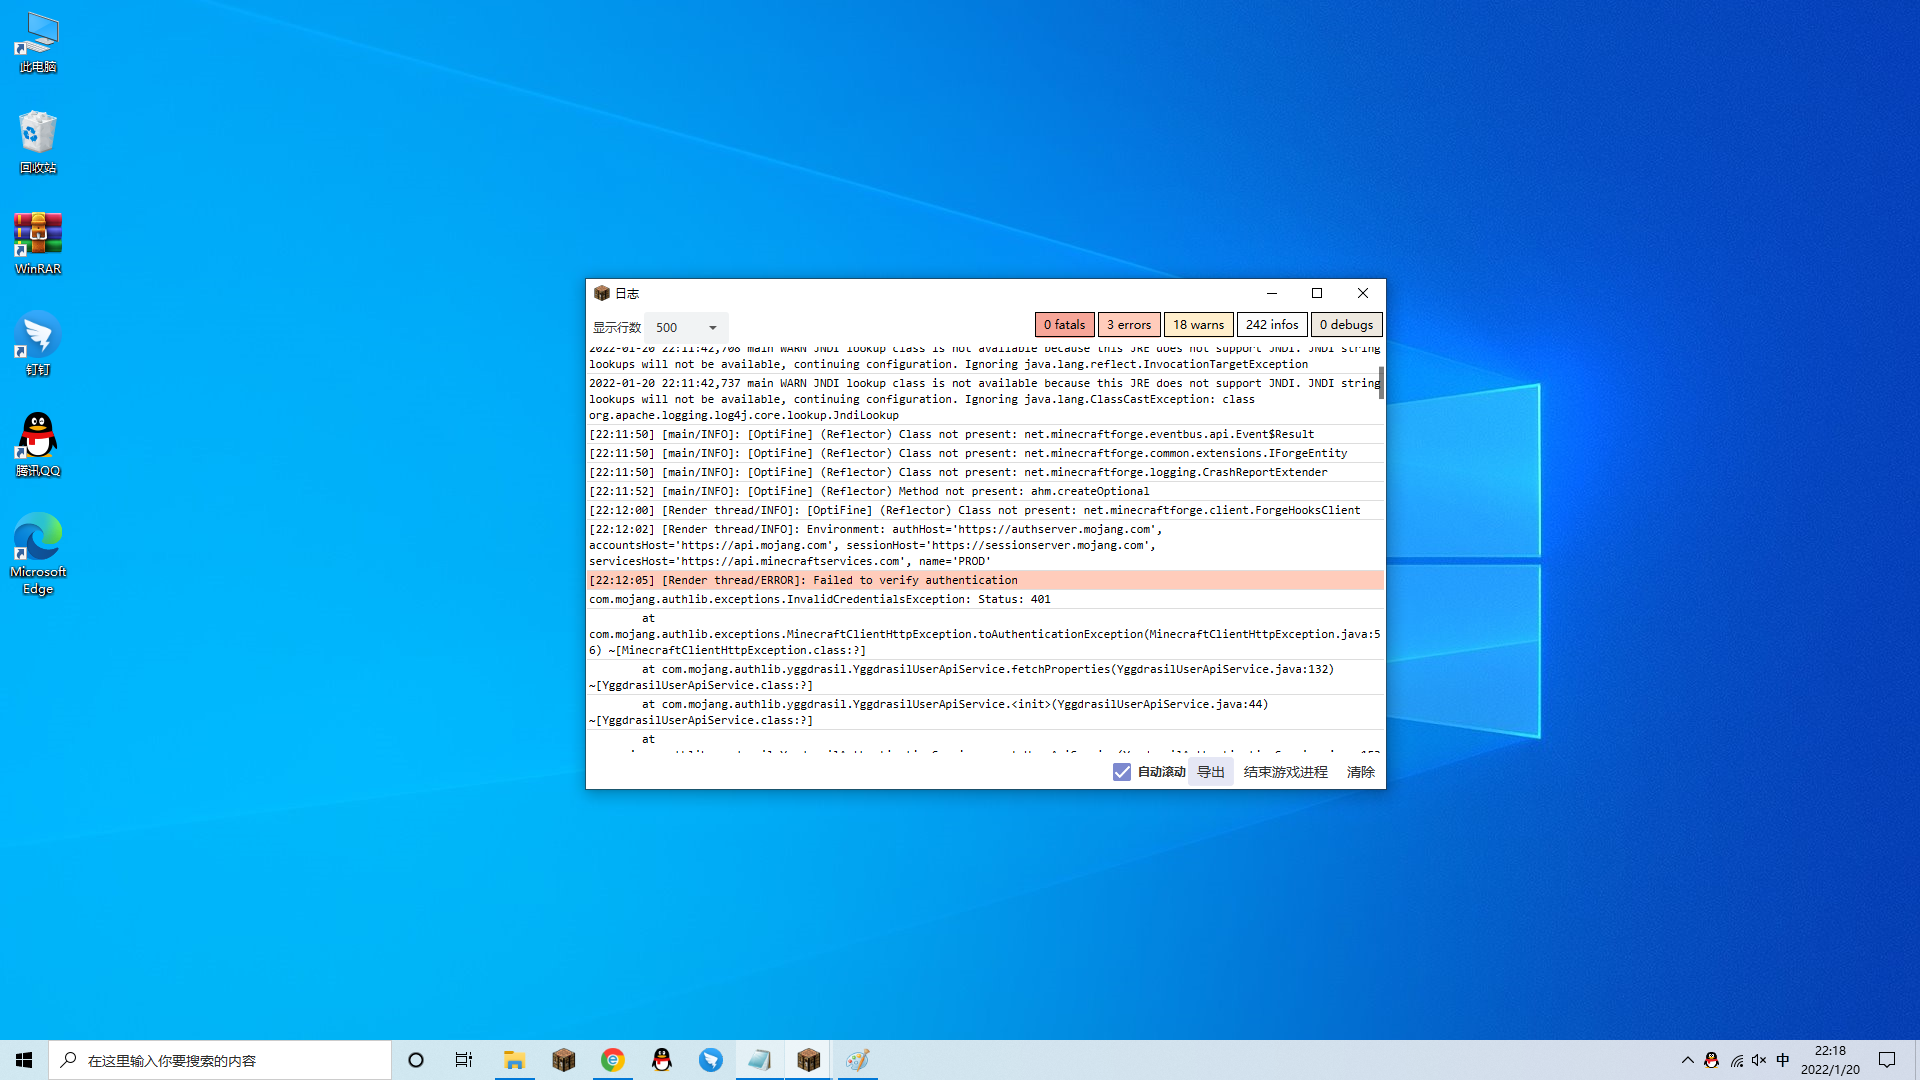 此电脑
回收站
WinRAR
钉钉
腾讯QQ
Microsoft
Edge
日志
显示行数 500
0 fatals 3 errors 18 warns 242 infos 0 debugs
2022-01-20 22:11:42,708 main WARN JNDI lookup class is not available because this JRE does not support JNDI. JNDI string
lookups will not be available, continuing configuration. Ignoring java.lang.reflect.InvocationTargetException
2022-01-20 22:11:42,737 main WARN JNDI lookup class is not available because this JRE does not support JNDI. JNDI string
lookups will not be available, continuing configuration. Ignoring java.lang.ClassCastException: class
org.apache.logging.log4j.core.lookup.JndiLookup
[22:11:50] [main/INFO]: [OptiFine] (Reflector) Class not present: net.minecraftforge.eventbus.api.Event$Result
[22:11:50] [main/INFO]: [OptiFine] (Reflector) Class not present: net.minecraftforge.common.extensions.IForgeEntity
[22:11:50] [main/INFO]: [OptiFine] (Reflector) Class not present: net.minecraftforge.logging.CrashReportExtender
[22:11:52] [main/INFO]: [OptiFine] (Reflector) Method not present: ahm.createOptional
[22:12:00] [Render thread/INFO]: [OptiFine] (Reflector) Class not present: net.minecraftforge.client.ForgeHooksClient
[22:12:02] [Render thread/INFO]: Environment: authHost='https://authserver.mojang.com',
accountsHost='https://api.mojang.com', sessionHost='https://sessionserver.mojang.com',
servicesHost='https://api.minecraftservices.com', name='PROD'
[22:12:05] [Render thread/ERROR]: Failed to verify authentication
com.mojang.authlib.exceptions.InvalidCredentialsException: Status: 401
at
com.mojang.authlib.exceptions.MinecraftClientHttpException.toAuthenticationException(MinecraftClientHttpException.java:5
6) ~[MinecraftClientHttpException.class:?]
at com.mojang.authlib.yggdrasil.YggdrasilUserApiService.fetchProperties(YggdrasilUserApiService.java:132)
~[YggdrasilUserApiService.class:?]
at com.mojang.authlib.yggdrasil.YggdrasilUserApiService.<init>(YggdrasilUserApiService.java:44)
~[YggdrasilUserApiService.class:?]
at
自动滚动 导出 结束游戏进程 清除
在这里输入你要搜索的内容
中
22:18
2022/1/20